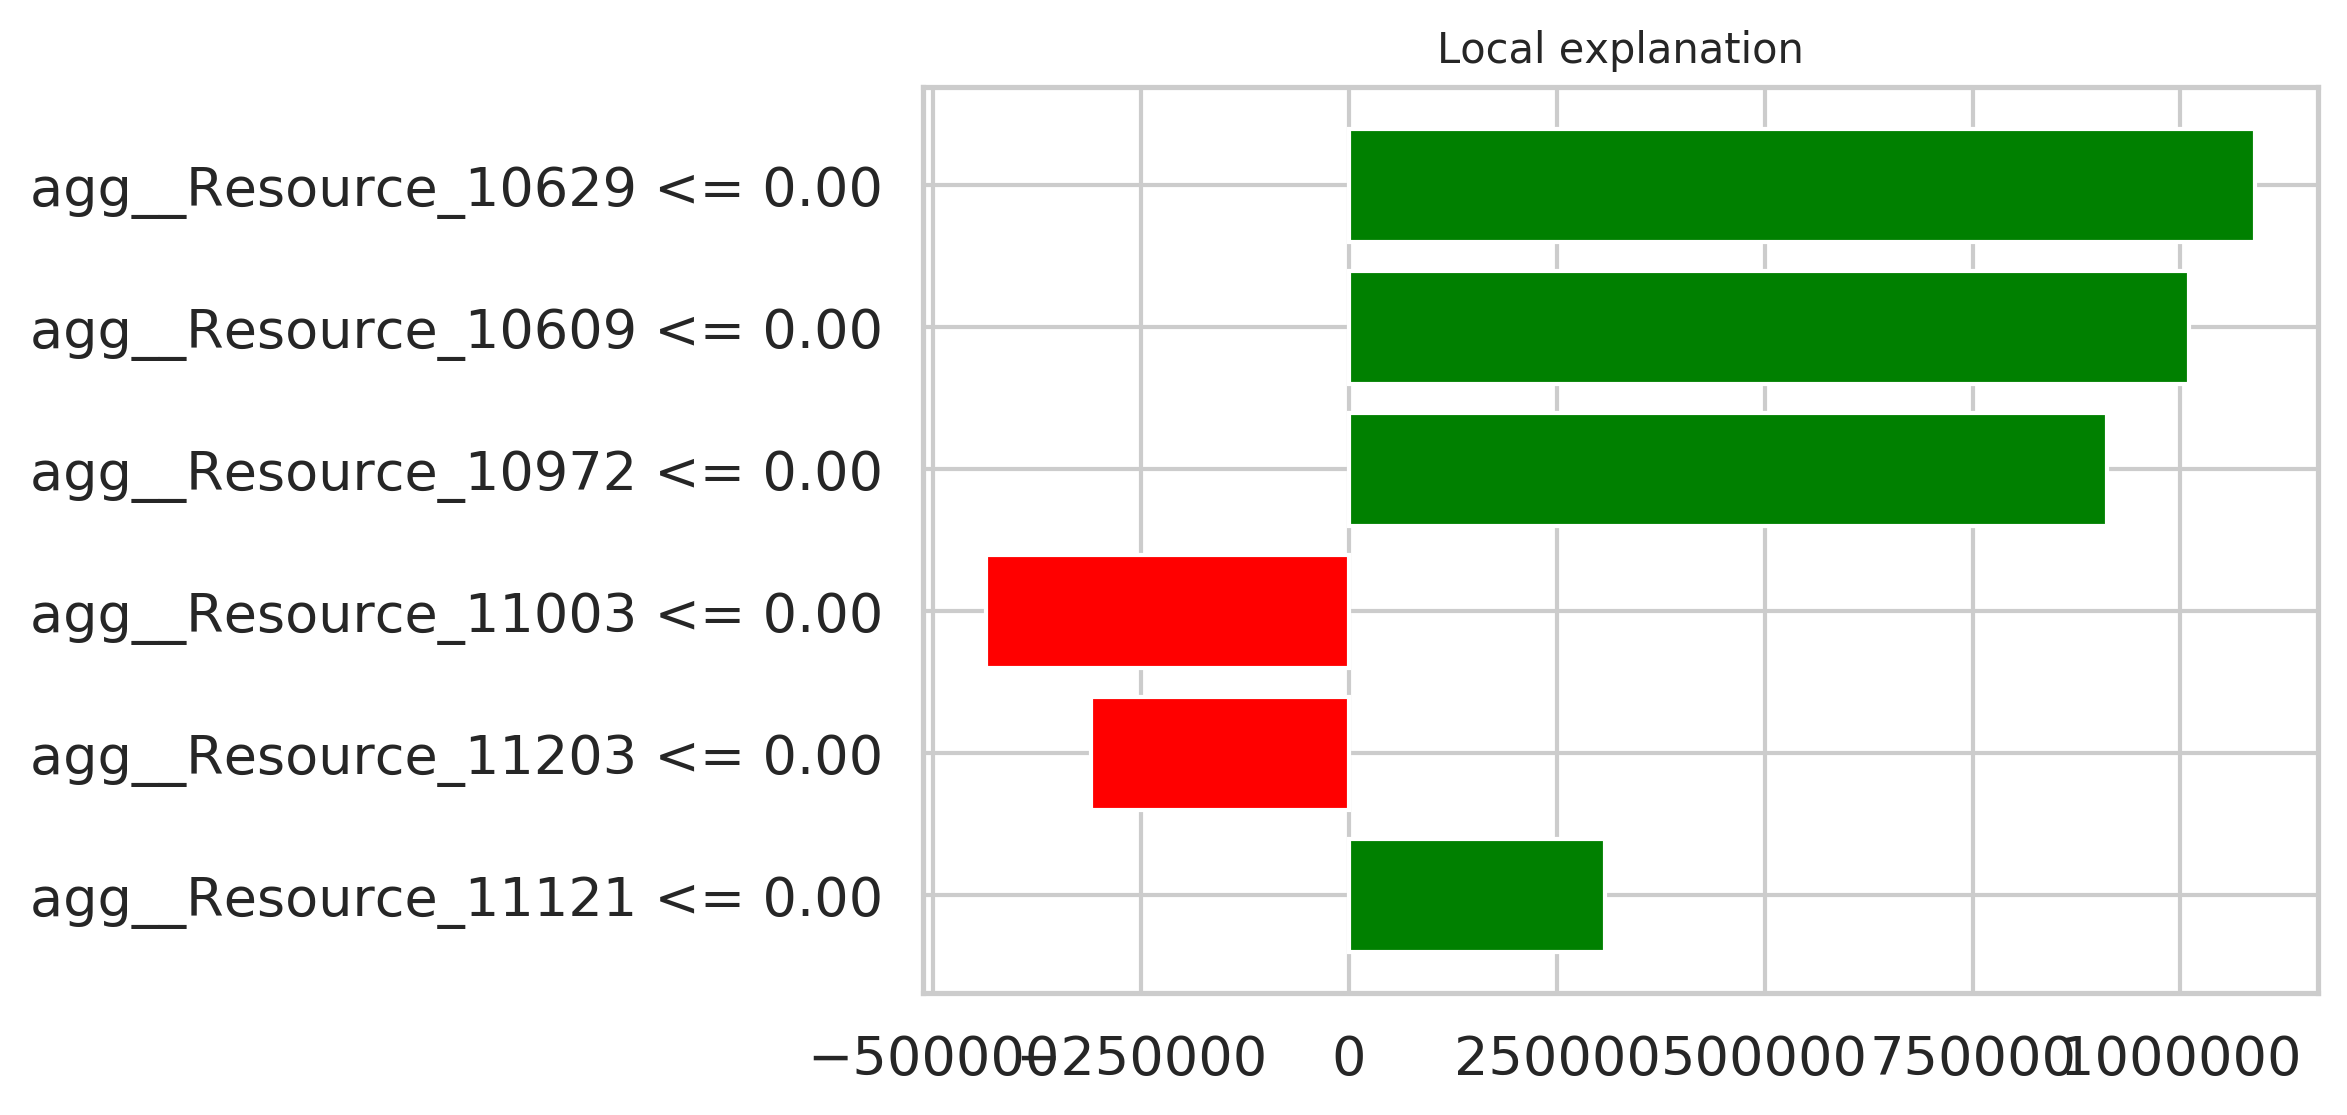 Local explanation
agg__Resource_10629 <= 0.00
agg__Resource_10609 <= 0.00
agg__Resource_10972 <= 0.00
agg__Resource_11003 <= 0.00
agg__Resource_11203 <= 0.00
agg__Resource_11121 <= 0.00
−500000 −250000 0 250000 500000 750000 1000000